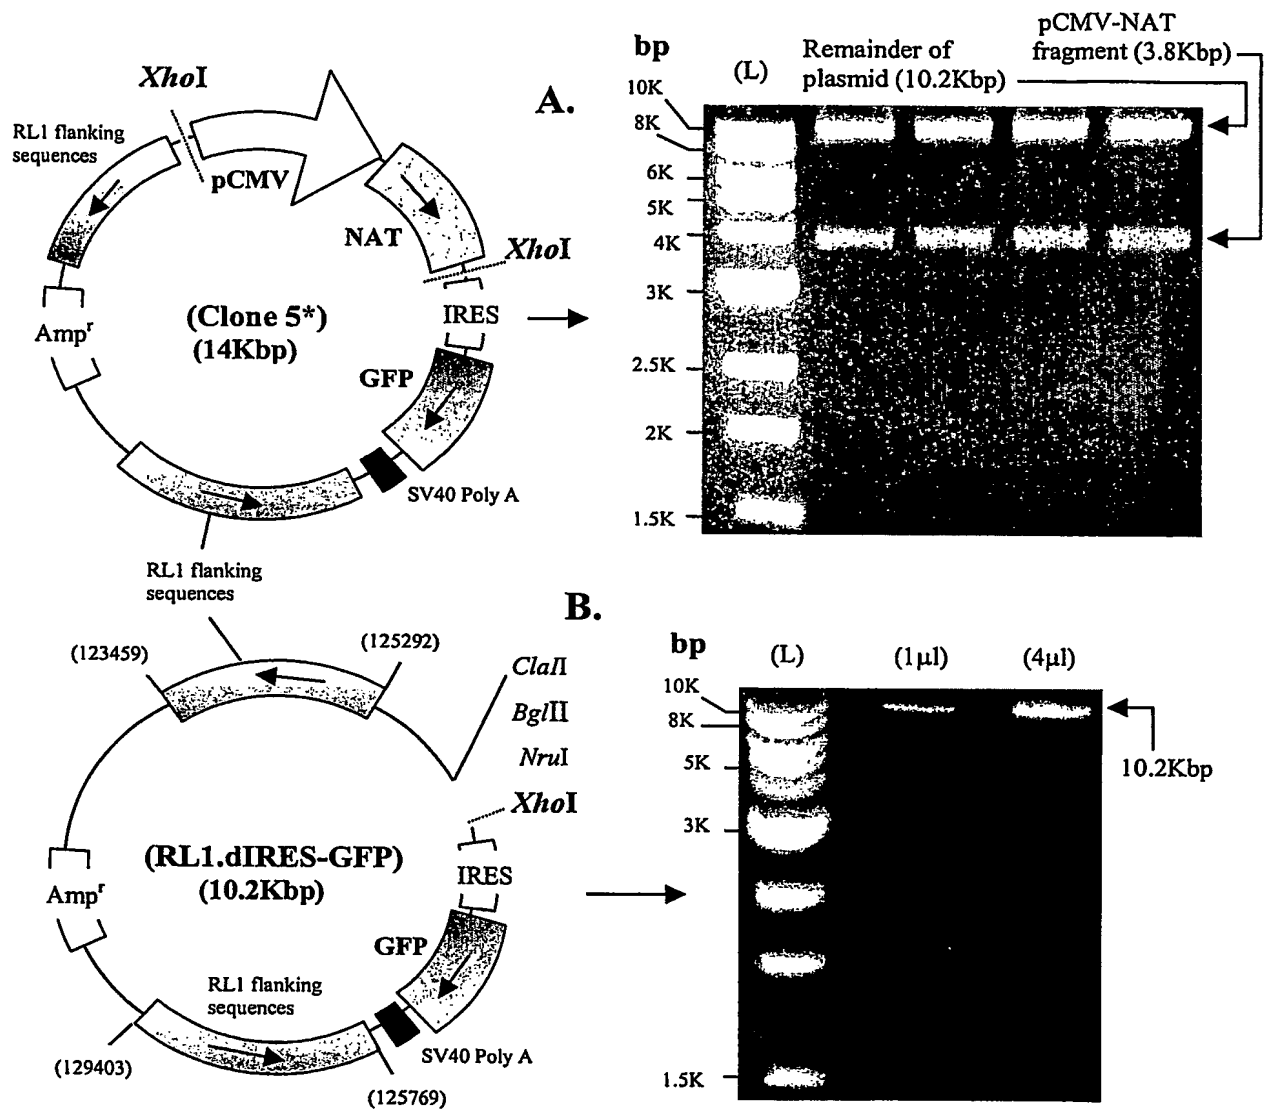 A.
XhoI
RL1 flanking
sequences
pCMV
NAT
XhoI
Ampr
(Clone 5*)
(14Kbp)
IRES
GFP
SV40 Poly A
RL1 flanking
sequences
bp
(L)
Remainder of
plasmid (10.2Kbp)
pCMV-NAT
fragment (3.8Kbp)
10K
8K
6K
5K
4K
3K
2.5K
2K
1.5K
B.
(123459)
(125292)
ClaII
BglII
NruI
XhoI
(RL1.dIRES-GFP)
(10.2Kbp)
Ampr
IRES
GFP
RL1 flanking
sequences
SV40 Poly A
(129403)
(125769)
bp
(L)
(1µl)
(4µl)
10K
8K
5K
3K
1.5K
10.2Kbp